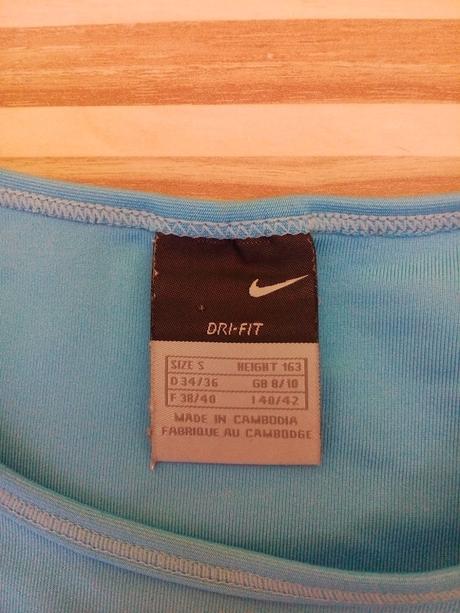 DRI-FIT
SIZE S HEIGHT 163
D 34/36 GB 8/10
F 38/40 I 40/42
MADE IN CAMBODIA
FABRIQUE AU CAMBODGE